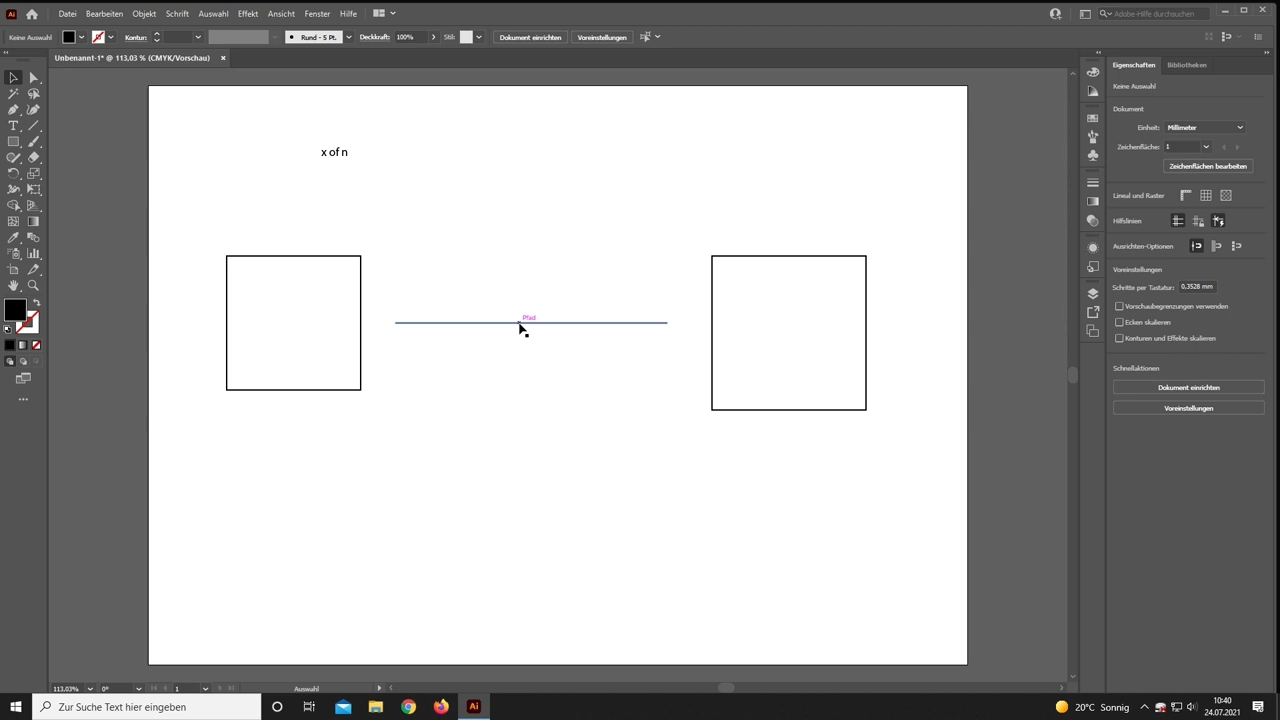 Datei Bearbeiten Objekt Schrift Auswahl Effekt Ansicht Fenster Hilfe
Adobe-Hilfe durchsuchen
Keine Auswahl Kontur: Rund - 5 Pt. Deckkraft: 100% Stil: Dokument einrichten Voreinstellungen
Unbenannt-1* @ 113,03 % (CMYK/Vorschau) ×
Eigenschaften Bibliotheken
Keine Auswahl
Dokument
Einheit: Millimeter
Zeichenfläche: 1
Zeichenflächen bearbeiten
Lineal und Raster
Hilfslinien
Ausrichten-Optionen
Voreinstellungen
Schritte per Tastatur: 0,3528 mm
Vorschaubegrenzungen verwenden
Ecken skalieren
Konturen und Effekte skalieren
Schnellaktionen
Dokument einrichten
Voreinstellungen
x of n
Pfad
113,03% 0° 1 Auswahl
Zur Suche Text hier eingeben
Ai
20°C Sonnig
10:40
24.07.2021